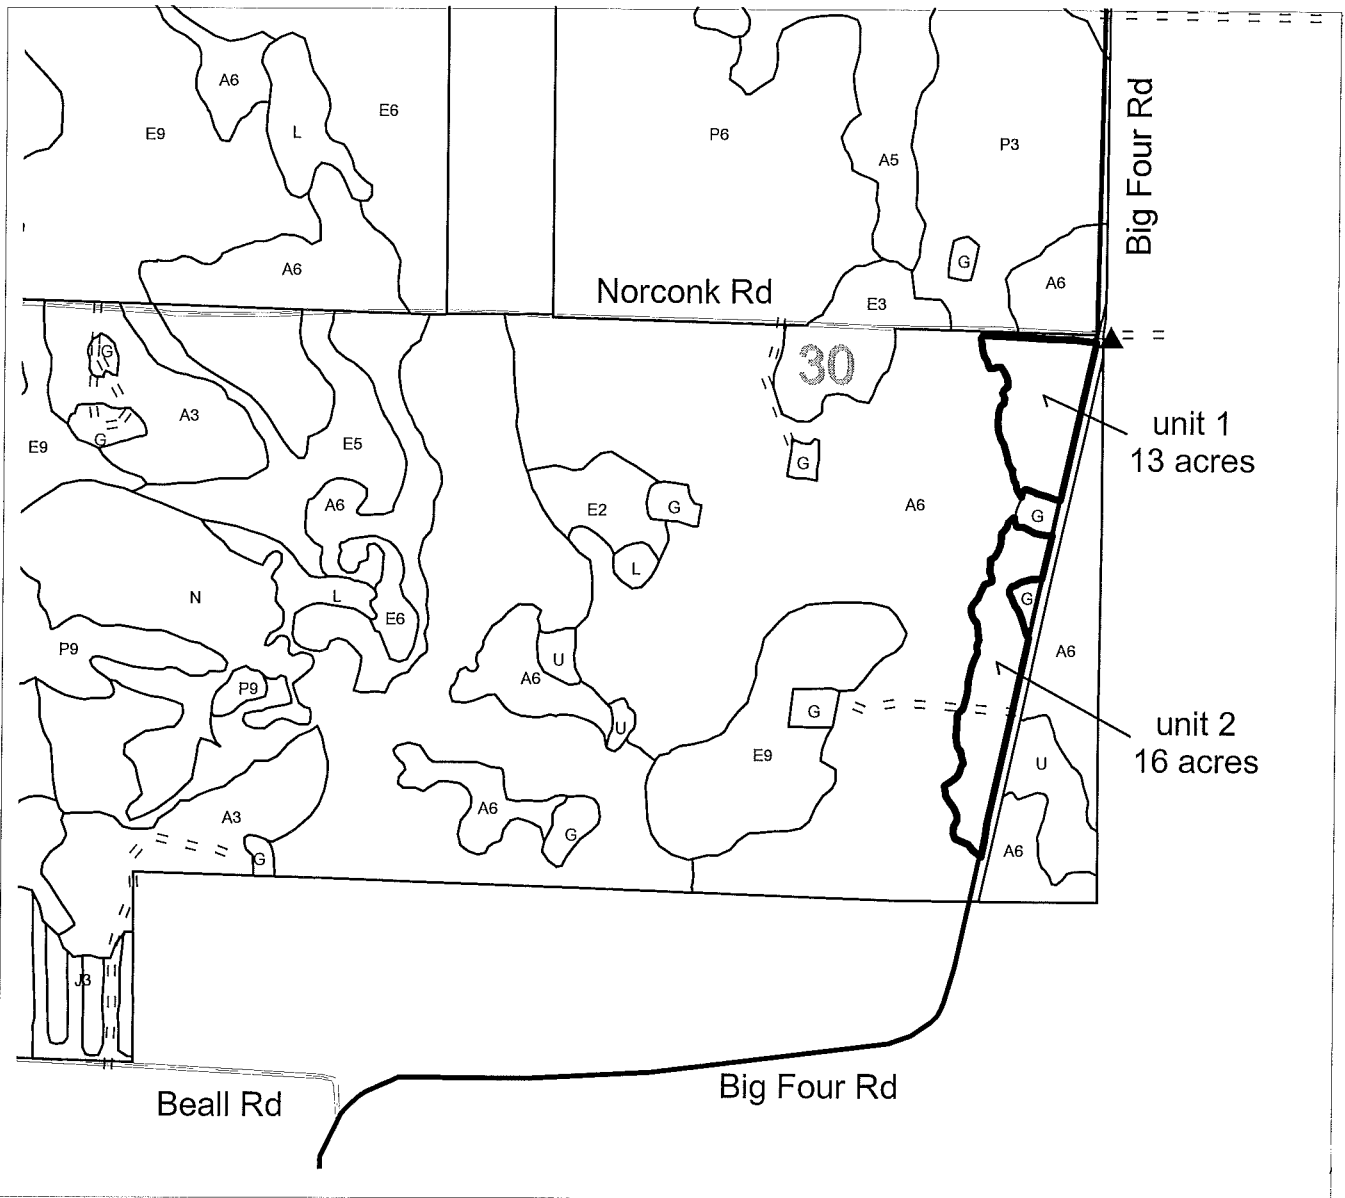 A6
E9
L
E6
P6
A5
P3
Big Four Rd
A6
G
A6
Norconk Rd
E3
G
30
A3
G
E9
E5
unit 1
13 acres
G
A6
E2
G
A6
G
L
N
L
E6
G
P9
U
A6
A6
P9
G
U
unit 2
16 acres
E9
U
A6
A3
G
A6
G
J3
Big Four Rd
Beall Rd